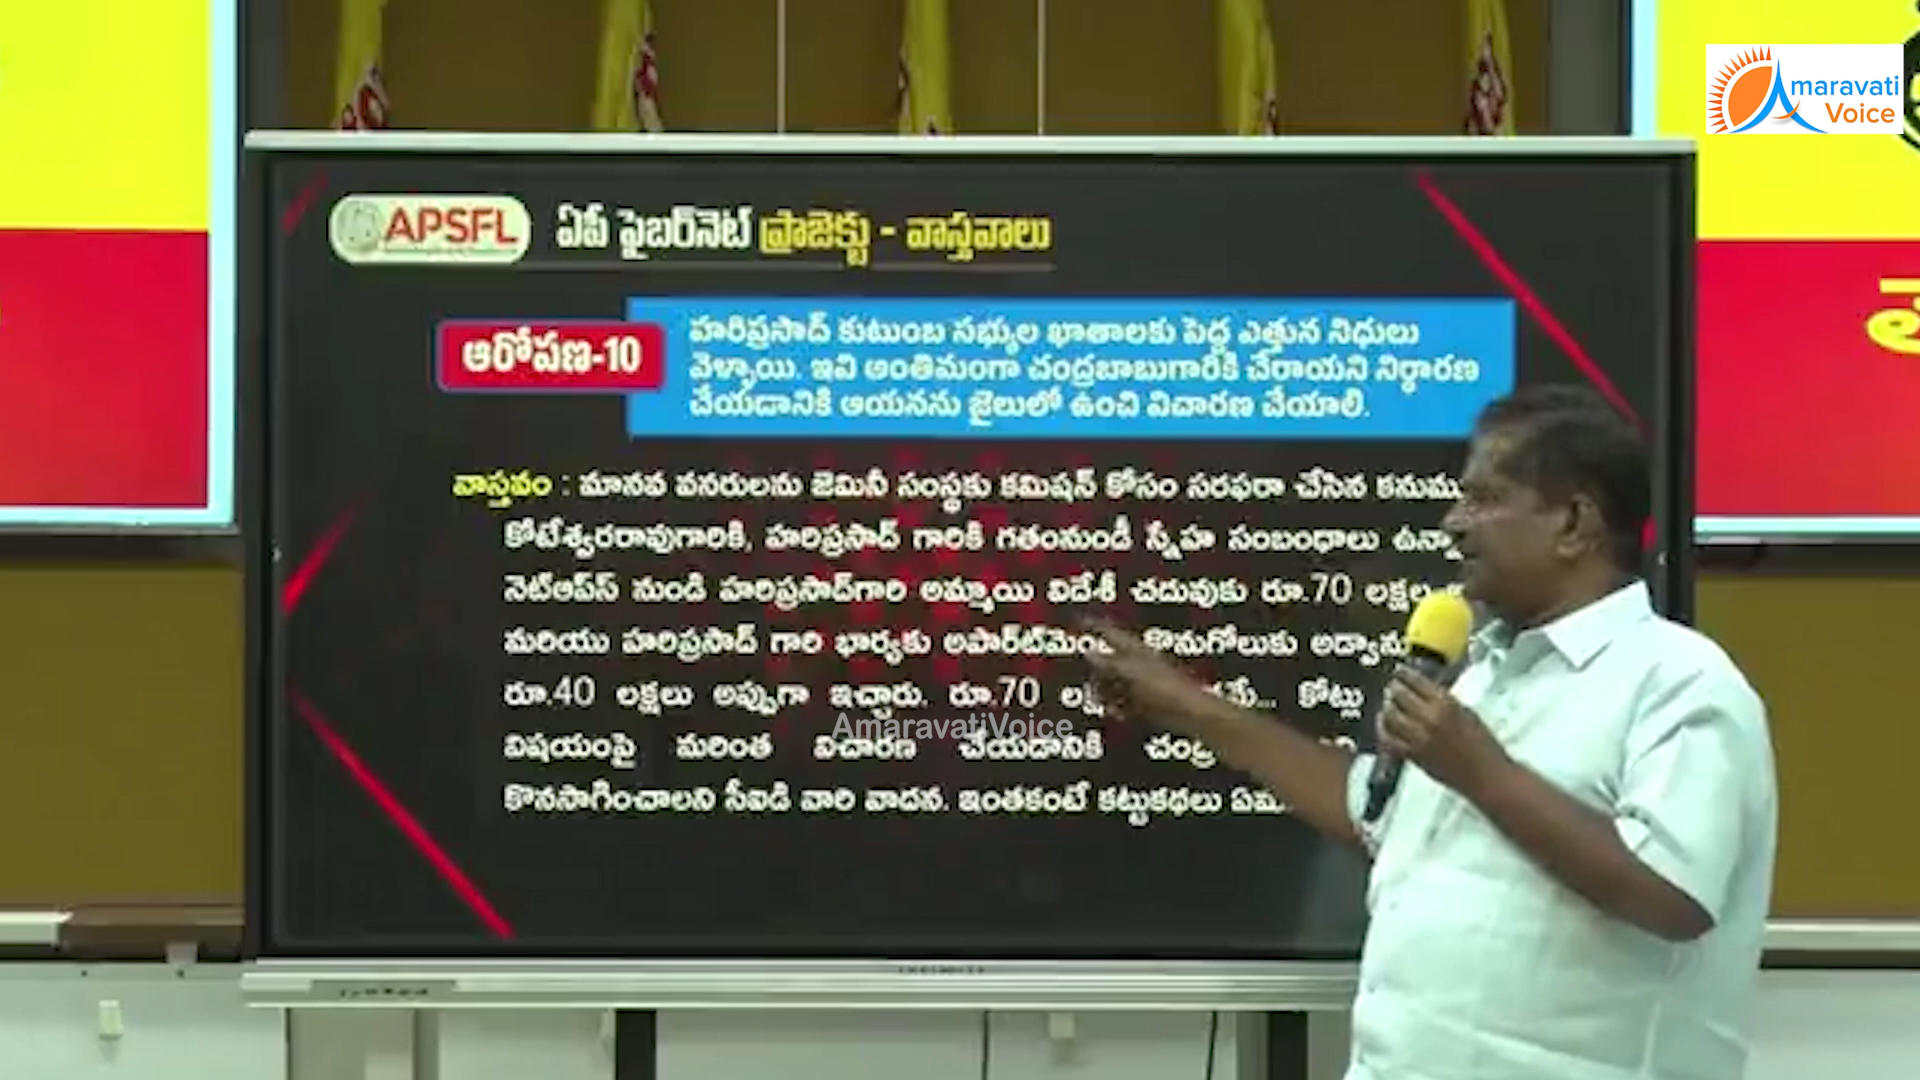 Amaravati
Voice
APSFL
ఏపీ ఫైబర్‌నెట్ ప్రాజెక్టు - వాస్తవాలు
ఆరోపణ-10
హరిప్రసాద్ కుటుంబ సభ్యుల ఖాతాలకు పెద్ద ఎత్తున నిధులు
వెళ్ళాయి. ఇవి అంతిమంగా చంద్రబాబుగారికి చేరాయని నిర్ధారణ
చేయడానికి ఆయనను జైలులో ఉంచి విచారణ చేయాలి.
వాస్తవం : మానవ వనరులను జెమినీ సంస్థకు కమిషన్ కోసం సరఫరా చేసిన
కోటేశ్వరరావుగారికి, హరిప్రసాద్ గారికి గతంనుండీ స్నేహ సంబంధాలు
నెట్ఆప్స్ నుండి హరిప్రసాద్‌గారి అమ్మాయి విదేశీ చదువుకు రూ.70 లక్షల
మరియు హరిప్రసాద్ గారి భార్యకు కొనుగోలుకు
రూ.40 లక్షలు అప్పుగా ఇచ్చారు. రూ.70 కోట్లు
విషయంపై మరింత విచారణ చేయడానికి
కొనసాగించాలని సీఐడి వారి వాదన. ఇంతకంటే కట్టుకథలు
AmaravatiVoice